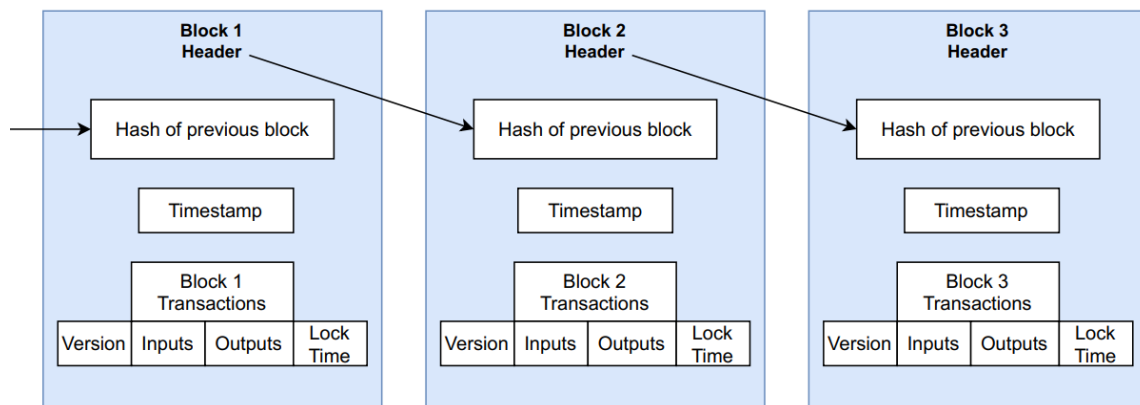 Block 1
Header
Hash of previous block
Timestamp
Block 1
Transactions
Version
Inputs
Outputs
Lock
Time
Block 2
Header
Hash of previous block
Timestamp
Block 2
Transactions
Version
Inputs
Outputs
Lock
Time
Block 3
Header
Hash of previous block
Timestamp
Block 3
Transactions
Version
Inputs
Outputs
Lock
Time